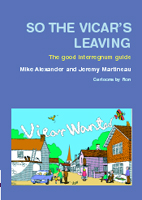 SO THE VICAR'S
LEAVING
The good interregnum guide
Mike Alexander and Jeremy Martineau
Cartoons by Ron
Vicar Wanted